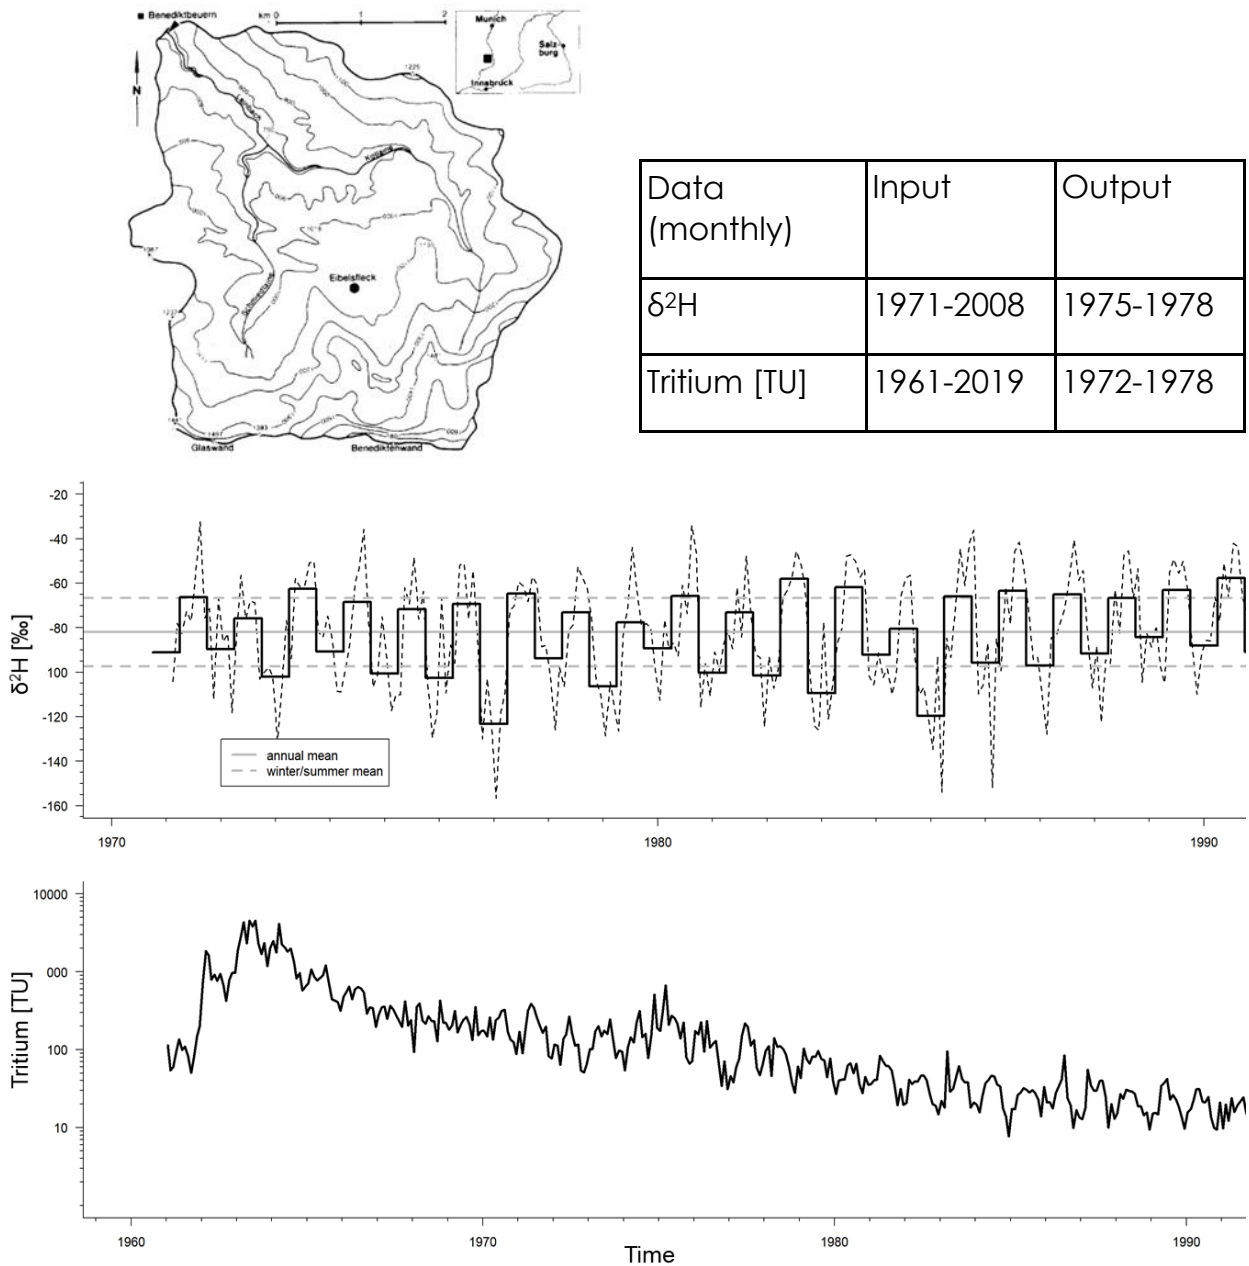 Benediktbeuern
km 0 1 2
Munich
Salz-
burg
Innsbruck
N
1225
Eibelsfleck
Glaswand
Benediktenwand
Data
(monthly)
Input
Output
δ²H
1971-2008
1975-1978
Tritium [TU]
1961-2019
1972-1978
δ²H [‰]
-20
-40
-60
-80
100
-120
-140
-160
annual mean
winter/summer mean
1970
1980
1990
Tritium [TU]
10000
000
100
10
1960
1970
1980
1990
Time